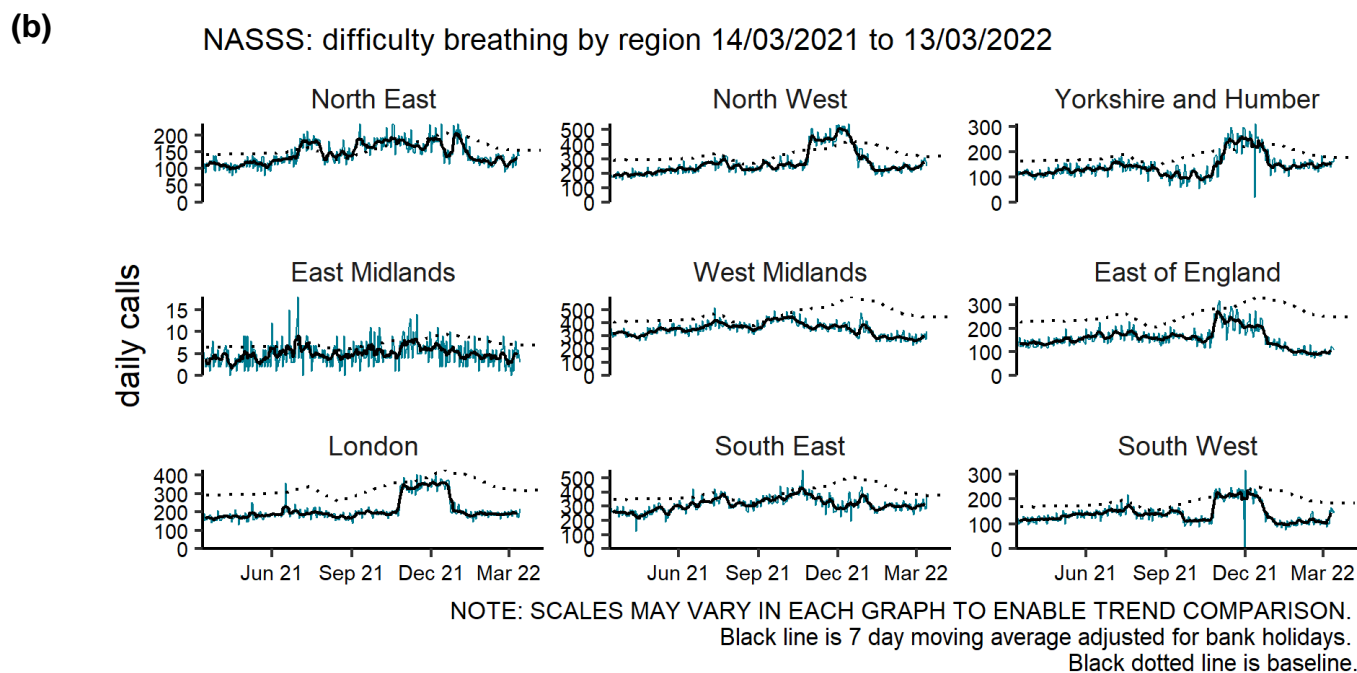 (b)
NASSS: difficulty breathing by region 14/03/2021 to 13/03/2022
North East
North West
Yorkshire and Humber
200
150
100
50
0
500
400
300
200
100
0
300
200
100
0
daily calls
East Midlands
West Midlands
East of England
15
10
5
0
500
400
300
200
100
0
300
200
100
0
London
South East
South West
400
300
200
100
0
500
400
300
200
100
0
300
200
100
0
Jun 21 Sep 21 Dec 21 Mar 22
Jun 21 Sep 21 Dec 21 Mar 22
Jun 21 Sep 21 Dec 21 Mar 22
NOTE: SCALES MAY VARY IN EACH GRAPH TO ENABLE TREND COMPARISON.
Black line is 7 day moving average adjusted for bank holidays.
Black dotted line is baseline.